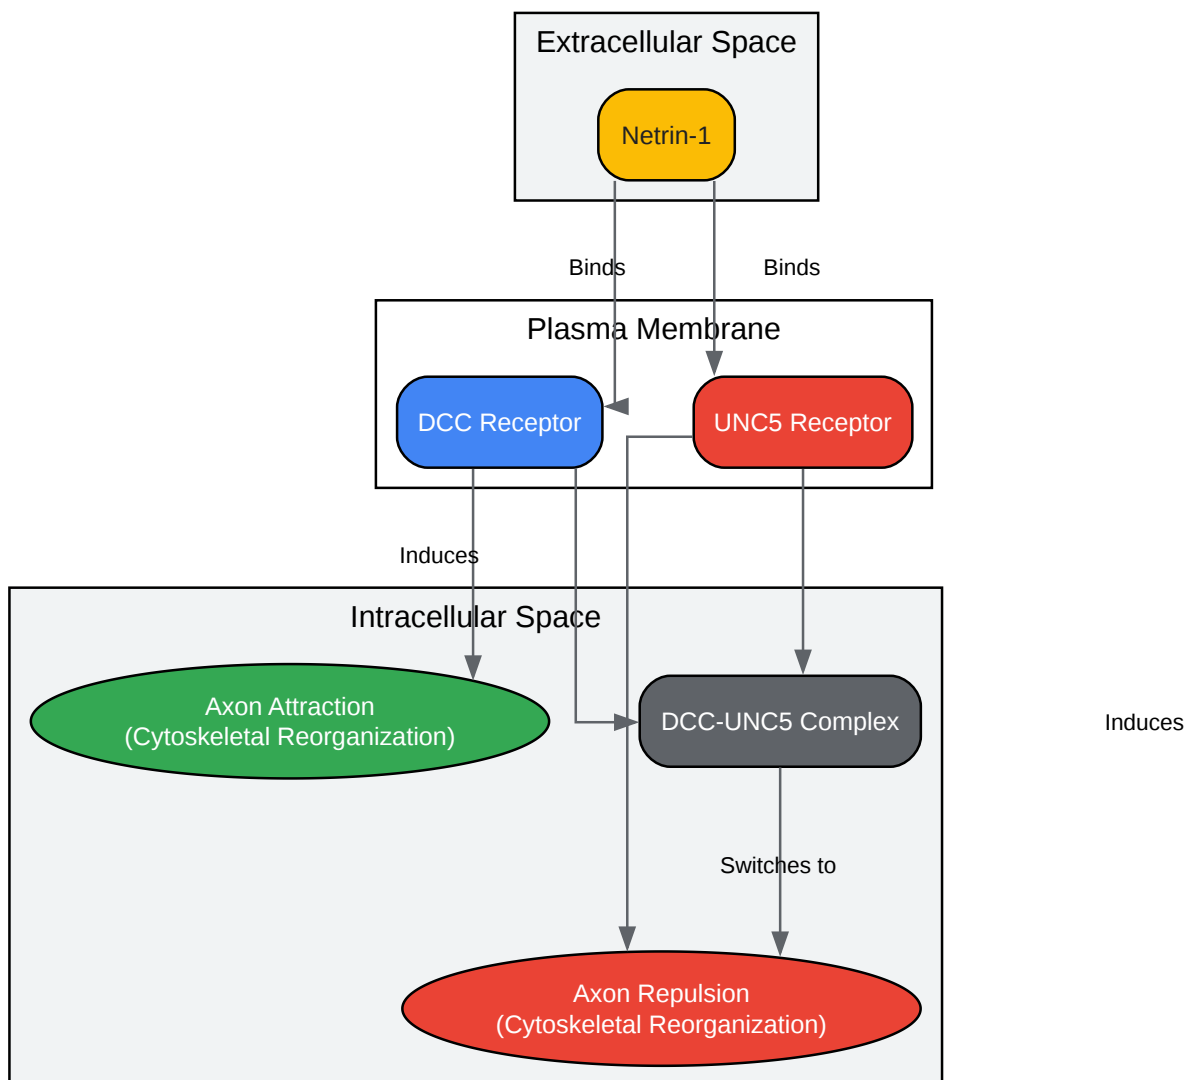 Extracellular Space
Netrin-1
Binds
Binds
Plasma Membrane
DCC Receptor
UNC5 Receptor
Induces
Intracellular Space
Axon Attraction
(Cytoskeletal Reorganization)
DCC-UNC5 Complex
Induces
Switches to
Axon Repulsion
(Cytoskeletal Reorganization)